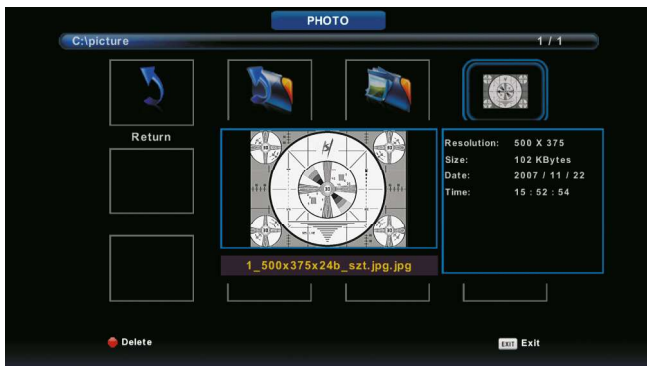 PHOTO
C:\picture
1 / 1
Return
Resolution: 500 X 375
Size: 102 KBytes
Date: 2007 / 11 / 22
Time: 15 : 52 : 54
1_500x375x24b_szt.jpg.jpg
Delete
EXIT Exit